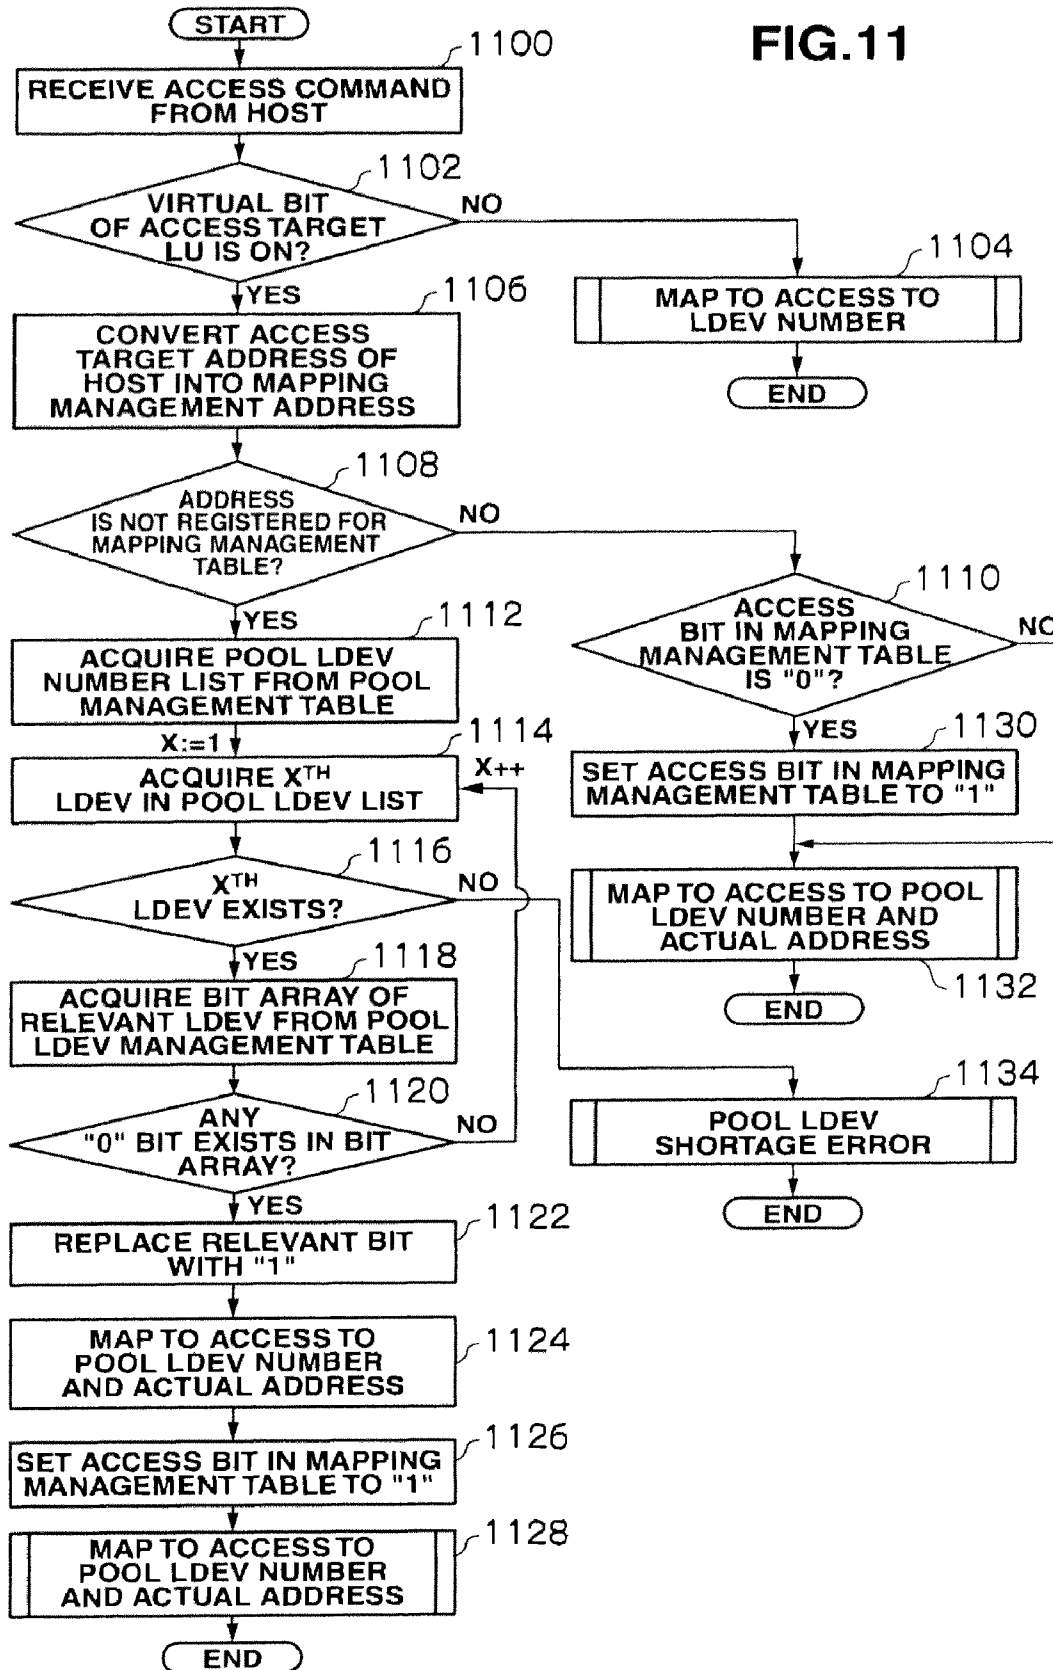 FIG.11
START
1100
RECEIVE ACCESS COMMAND
FROM HOST
1102
VIRTUAL BIT
OF ACCESS TARGET
LU IS ON?
NO
YES
1104
MAP TO ACCESS TO
LDEV NUMBER
END
1106
CONVERT ACCESS
TARGET ADDRESS OF
HOST INTO MAPPING
MANAGEMENT ADDRESS
1108
ADDRESS
IS NOT REGISTERED FOR
MAPPING MANAGEMENT
TABLE?
NO
YES
1110
ACCESS
BIT IN MAPPING
MANAGEMENT TABLE
IS "0"?
NO
YES
1112
ACQUIRE POOL LDEV
NUMBER LIST FROM POOL
MANAGEMENT TABLE
X:=1
1114
X++
ACQUIRE XTH
LDEV IN POOL LDEV LIST
1130
SET ACCESS BIT IN MAPPING
MANAGEMENT TABLE TO "1"
1116
XTH
LDEV EXISTS?
NO
YES
MAP TO ACCESS TO POOL
LDEV NUMBER AND
ACTUAL ADDRESS
1132
END
1118
ACQUIRE BIT ARRAY OF
RELEVANT LDEV FROM POOL
LDEV MANAGEMENT TABLE
1120
ANY
"0" BIT EXISTS IN BIT
ARRAY?
NO
YES
1134
POOL LDEV
SHORTAGE ERROR
END
1122
REPLACE RELEVANT BIT
WITH "1"
1124
MAP TO ACCESS TO
POOL LDEV NUMBER
AND ACTUAL ADDRESS
1126
SET ACCESS BIT IN MAPPING
MANAGEMENT TABLE TO "1"
1128
MAP TO ACCESS TO
POOL LDEV NUMBER
AND ACTUAL ADDRESS
END